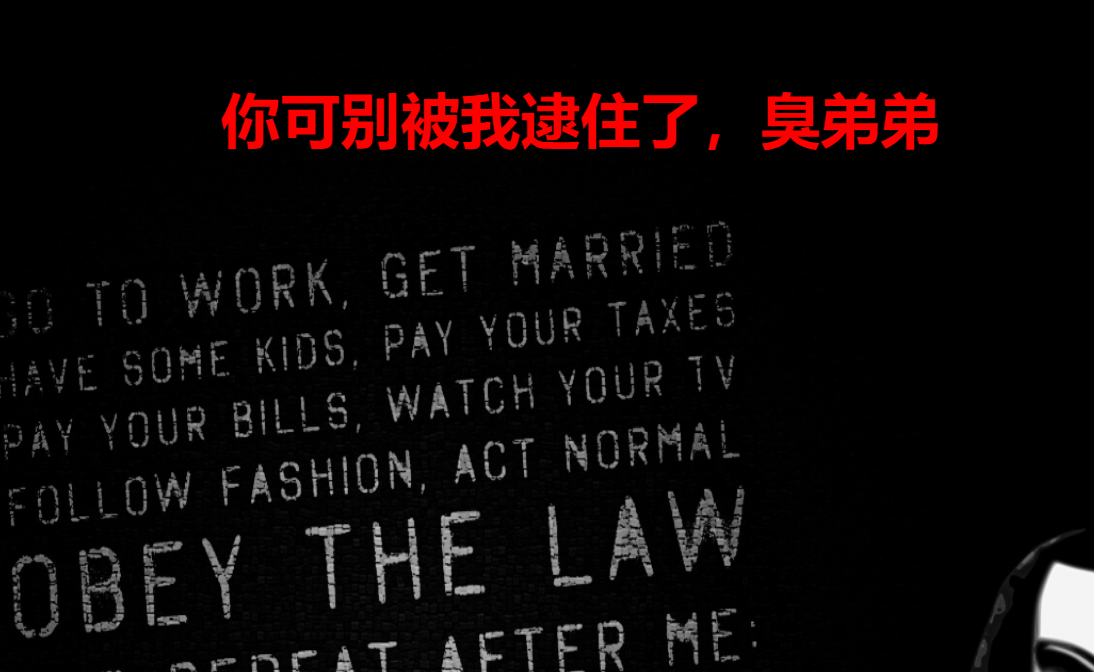 你可别被我逮住了，臭弟弟
GO TO WORK, GET MARRIED
HAVE SOME KIDS, PAY YOUR TAXES
PAY YOUR BILLS, WATCH YOUR TV
FOLLOW FASHION, ACT NORMAL
OBEY THE LAW
REPEAT AFTER ME: